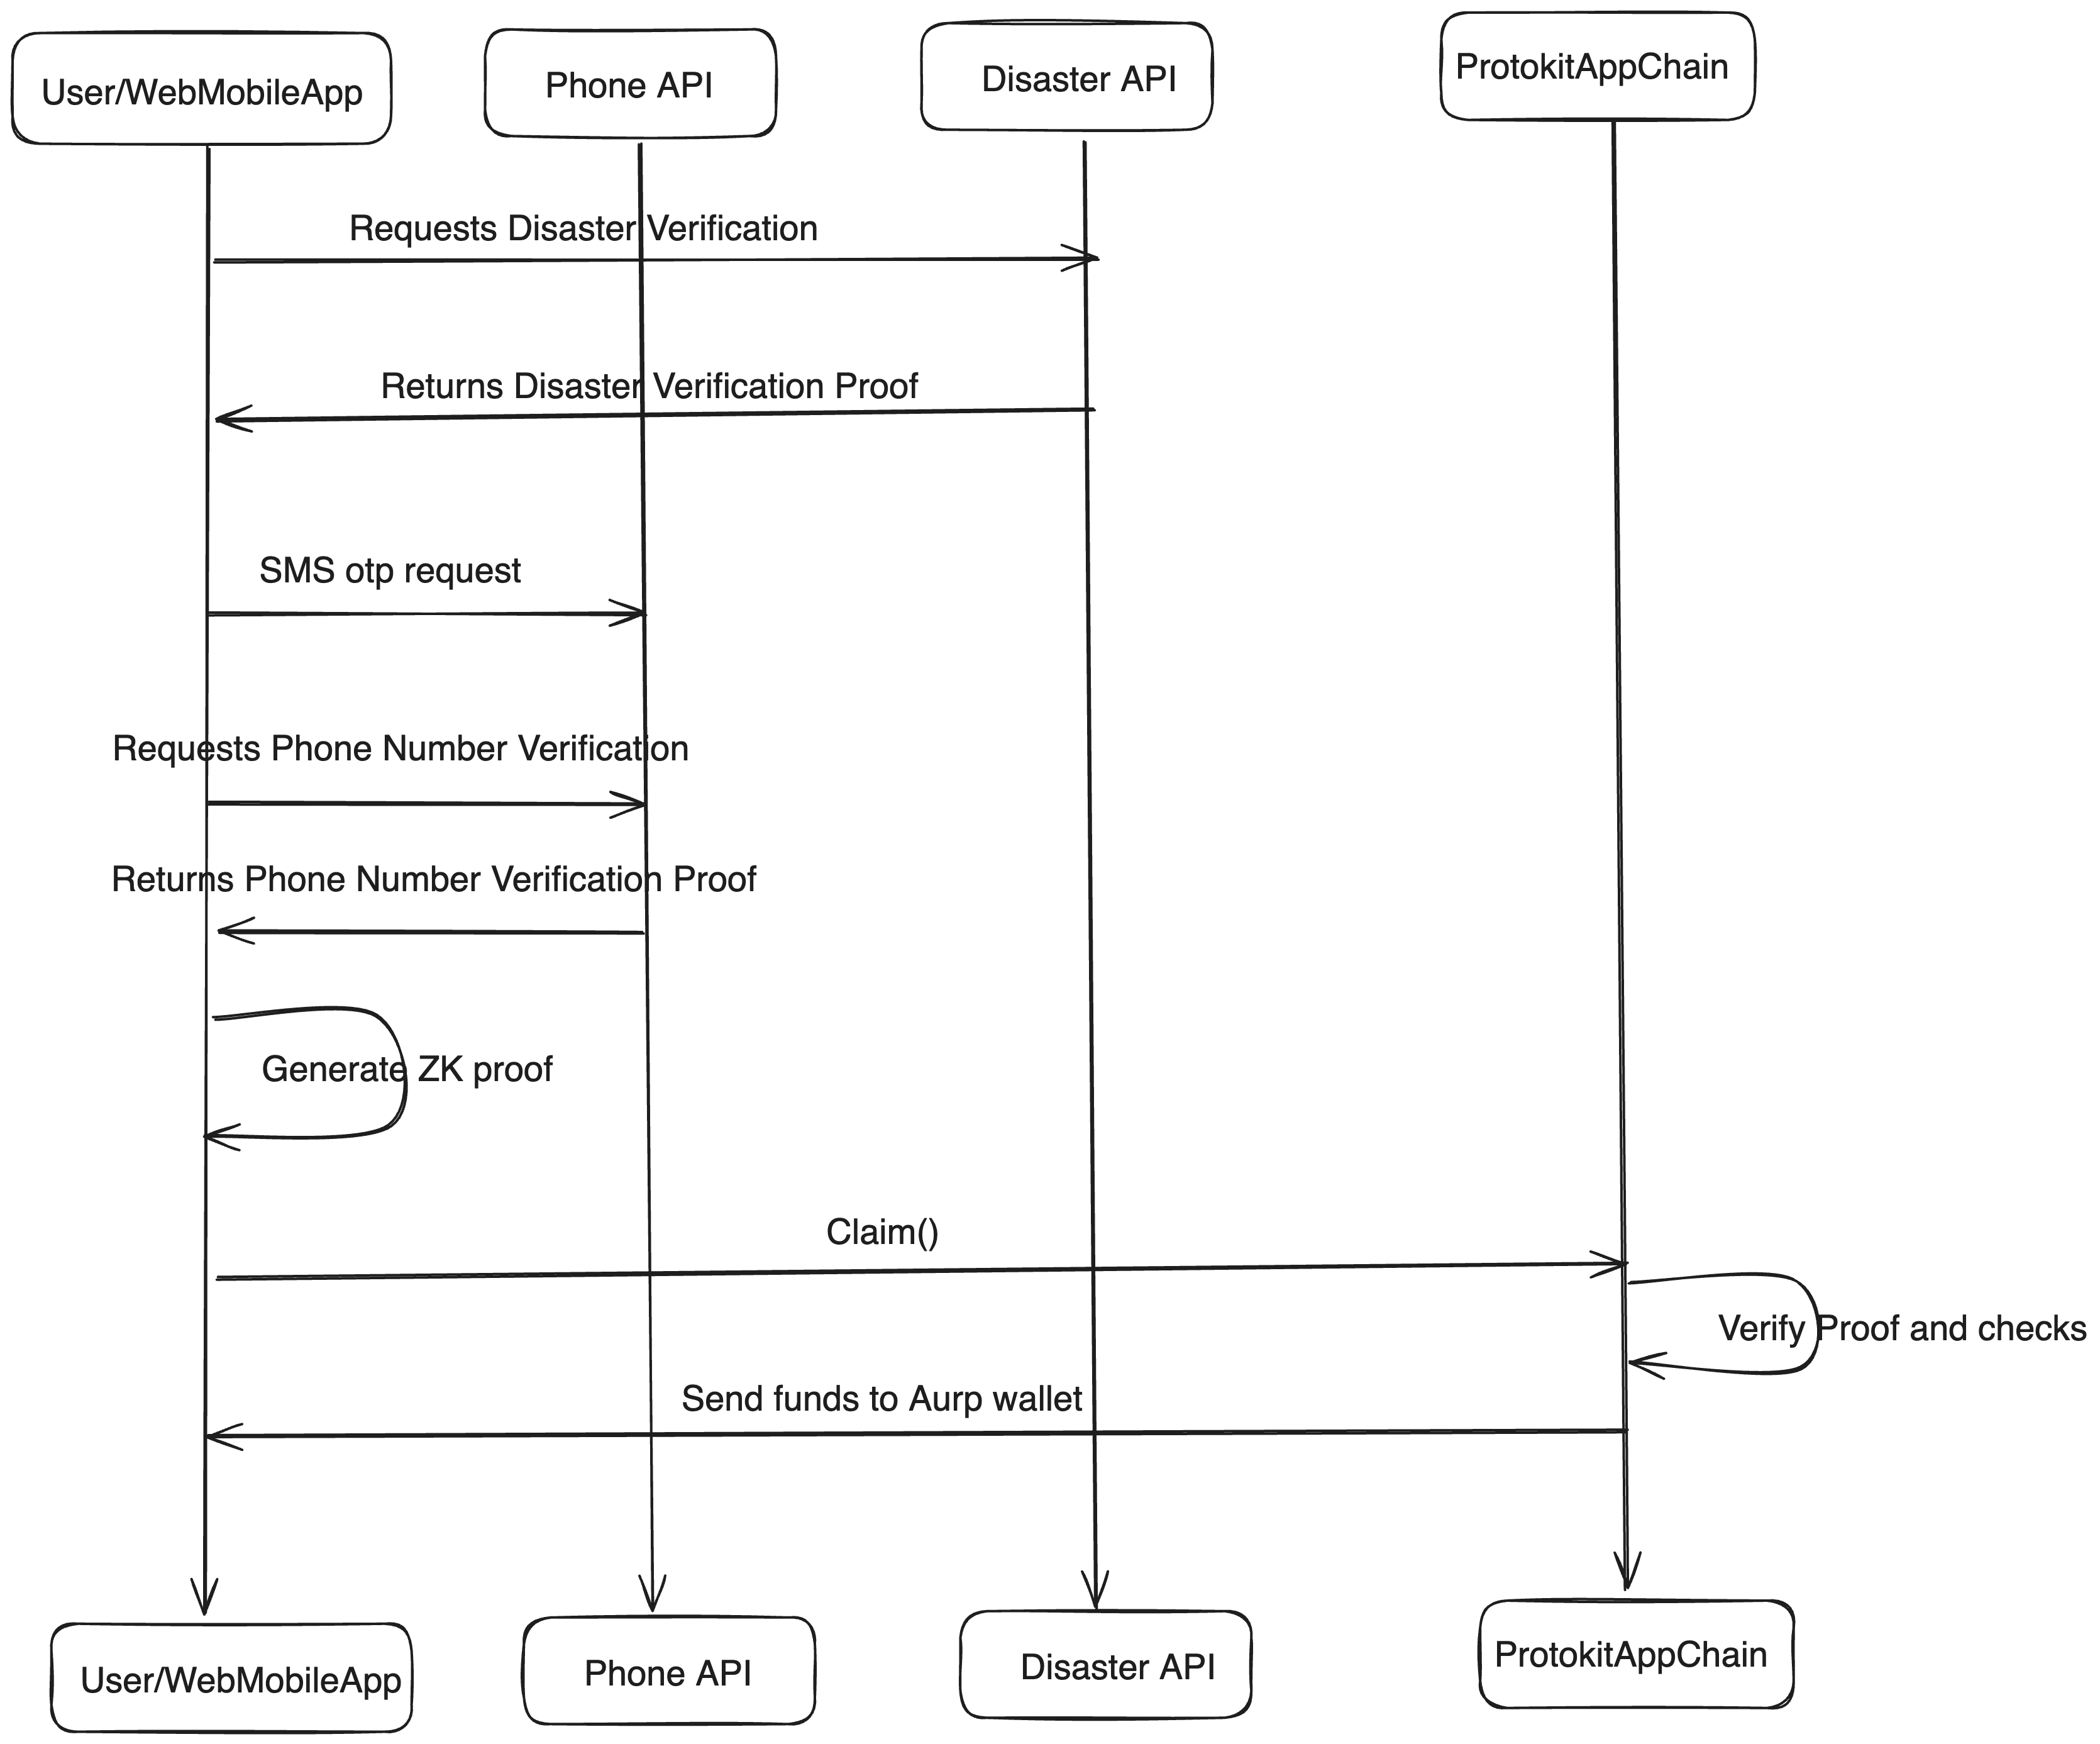 User/WebMobileApp
Phone API
Disaster API
ProtokitAppChain
Requests Disaster Verification
Returns Disaster Verification Proof
SMS otp request
Requests Phone Number Verification
Returns Phone Number Verification Proof
Generate ZK proof
Claim()
Verify Proof and checks
Send funds to Aurp wallet
User/WebMobileApp
Phone API
Disaster API
ProtokitAppChain